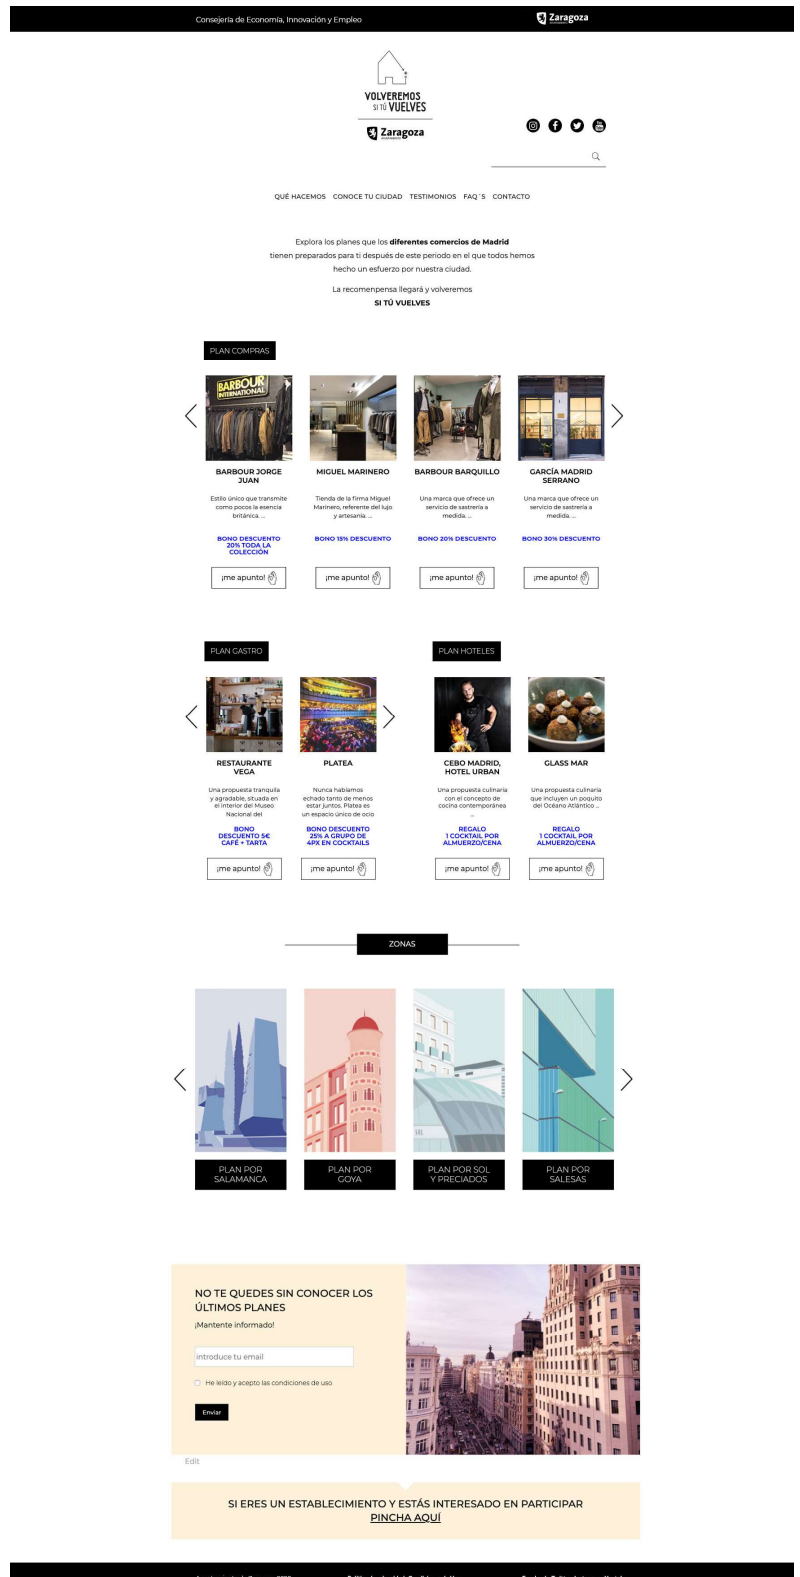 Consejería de Economía, Innovación y Empleo
Zaragoza
VOLVEREMOS
SI TÚ VUELVES
Zaragoza
QUÉ HACEMOS CONOCE TU CIUDAD TESTIMONIOS FAQ´S CONTACTO
Explora los planes que los diferentes comercios de Madrid
tienen preparados para ti después de este periodo en el que todos hemos
hecho un esfuerzo por nuestra ciudad.
La recomenpensa llegará y volveremos
SI TÚ VUELVES
PLAN COMPRAS
BARBOUR
INTERNATIONAL
BARBOUR JORGE
JUAN
Estilo único que transmite
como pocos la esencia
británica. ...
BONO DESCUENTO
20% TODA LA
COLECCIÓN
¡me apunto!
MIGUEL MARINERO
Tienda de la firma Miguel
Marinero, referente del lujo
y artesanía. ...
BONO 15% DESCUENTO
¡me apunto!
BARBOUR BARQUILLO
Una marca que ofrece un
servicio de sastrería a
medida. ...
BONO 20% DESCUENTO
¡me apunto!
GARCÍA MADRID
SERRANO
Una marca que ofrece un
servicio de sastrería a
medida. ...
BONO 30% DESCUENTO
¡me apunto!
PLAN GASTRO
RESTAURANTE
VEGA
Una propuesta tranquila
y agradable, situada en
el interior del Museo
Nacional del
BONO
DESCUENTO 5€
CAFÉ + TARTA
¡me apunto!
PLATEA
Nunca habíamos
echado tanto de menos
estar juntos. Platea es
un espacio único de ocio
BONO DESCUENTO
25% A GRUPO DE
4PX EN COCKTAILS
¡me apunto!
PLAN HOTELES
CEBO MADRID,
HOTEL URBAN
Una propuesta culinaria
con el concepto de
cocina contemporánea
...
REGALO
1 COCKTAIL POR
ALMUERZO/CENA
¡me apunto!
GLASS MAR
Una propuesta culinaria
que incluyen un poquito
del Océano Atlántico ...
REGALO
1 COCKTAIL POR
ALMUERZO/CENA
¡me apunto!
ZONAS
SOL
PLAN POR
SALAMANCA
PLAN POR
GOYA
PLAN POR SOL
Y PRECIADOS
PLAN POR
SALESAS
NO TE QUEDES SIN CONOCER LOS
ÚLTIMOS PLANES
¡Mantente informado!
introduce tu email
He leído y acepto las condiciones de uso
Enviar
Edit
SI ERES UN ESTABLECIMIENTO Y ESTÁS INTERESADO EN PARTICIPAR
PINCHA AQUÍ